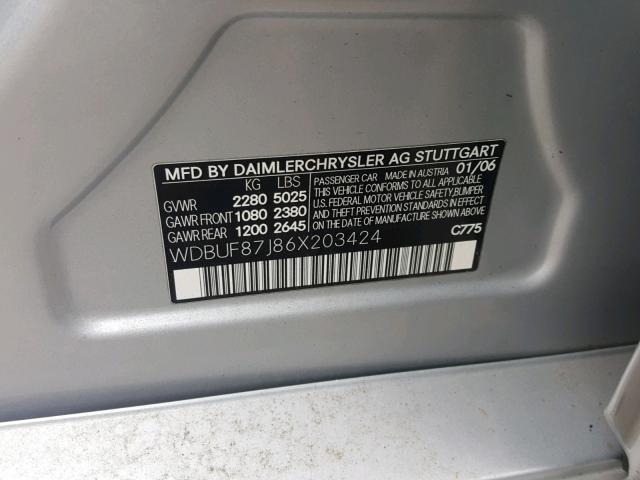 MFD BY DAIMLERCHRYSLER AG STUTTGART
KG LBS
GVWR 2280 5025
GAWR FRONT 1080 2380
GAWR REAR 1200 2645
PASSENGER CAR MADE IN AUSTRIA 01/06
THIS VEHICLE CONFORMS TO ALL APPLICABLE
U.S. FEDERAL MOTOR VEHICLE SAFETY,BUMPER
AND THEFT PREVENTION STANDARDS IN EFFECT
ON THE DATE OF MANUFACTURE SHOWN ABOVE.
WDBUF87J86X203424
C775